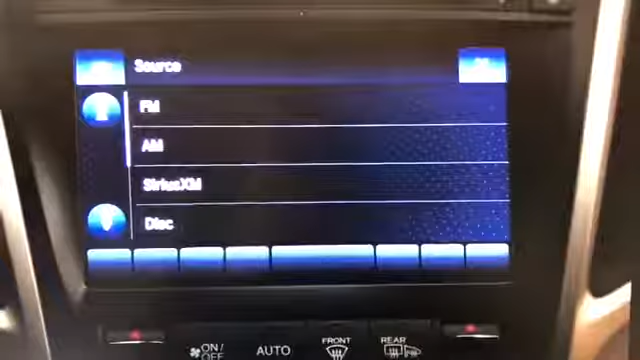 Source
FM
AM
SiriusXM
Disc
ON/
OFF
AUTO
FRONT
REAR